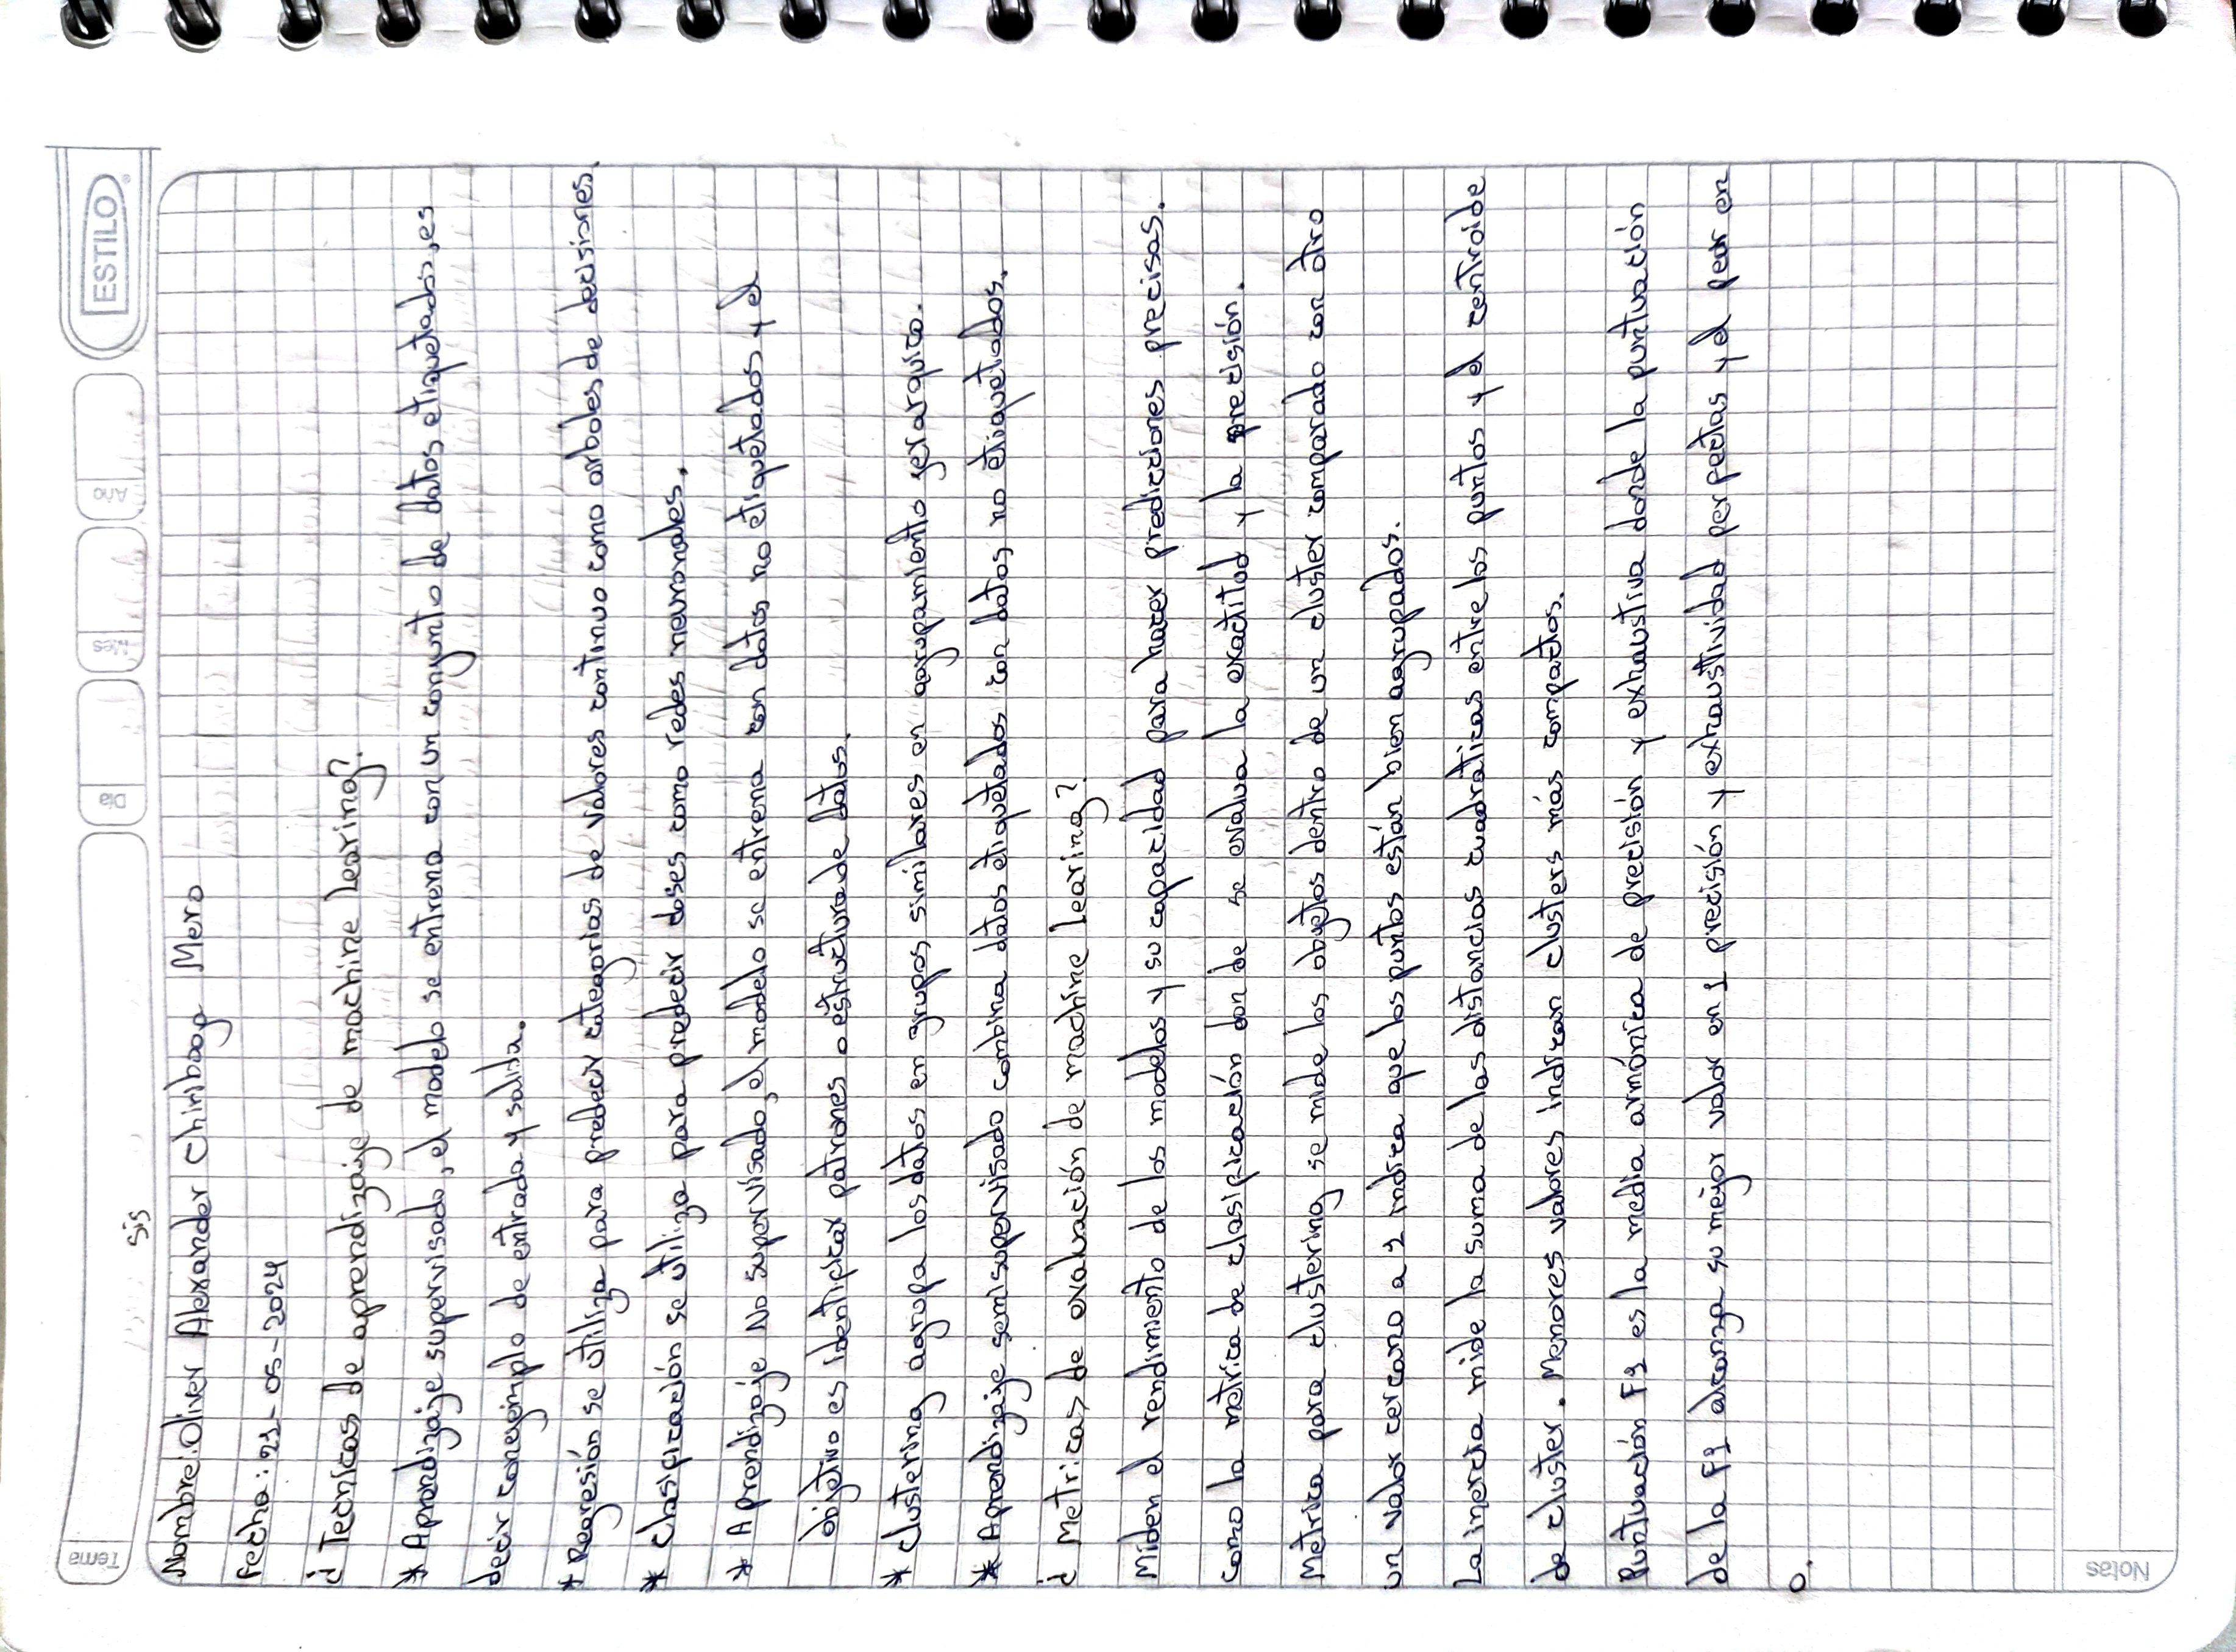 Tema
Día
Mes
Año
ESTILO
sis
Nombre: Oliver Alexander Chiriboga Mero
Fecha: 21-05-2024
¿Tecnicas de aprendizaje de machine learing?
* Aprendizaje supervisado, el modelo se entrena con un conjunto de datos etiquetados, es
decir con ejemplo de entrada y salida.
* Regresión se utiliza para predecir categorias de valores continuo como arboles de decisiones.
* Clasificación se utiliza para predecir clases como redes neuronales.
* Aprendizaje No supervisado, el modelo se entrena con datos no etiquetados y el
objetivo es identificar patrones o estructura de datos.
* Clustering agrupa los datos en grupos similares en agrupamiento jerarquico.
* Aprendizaje semisupervisado combina datos etiquetados con datos no etiquetados.
¿Metricas de evaluación de machine learing?
Miden el rendimiento de los modelos y su capacidad para hacer predicciones precisas.
como la metrica de clasificación don de se evalua la exactitud y la precisión.
Metrica para clustering se mide los objetos dentro de un cluster comparado con otro
un valor cercano a 1 indica que los puntos están bien agrupados.
La inercia mide la suma de las distancias cuadraticas entre los puntos y el centroide
de cluster. Menores valores indican clusters más compactos.
Puntuación F1 es la media armónica de precisión y exhaustiva donde la puntuación
de la F1 alcanza su mejor valor en 1 precisión y exhaustividad perfectas y el peor en
0.
Notas